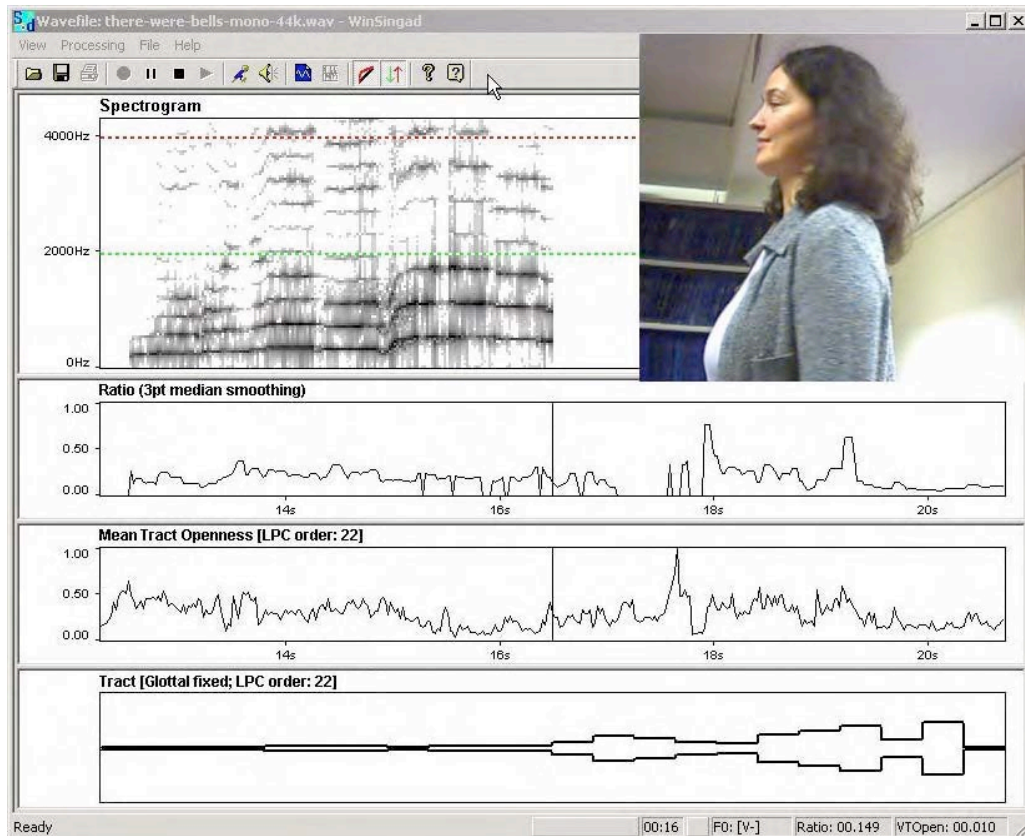 Wavefile: there-were-bells-mono-44k.wav - WinSingad
View Processing File Help
Spectrogram
4000Hz
2000Hz
0Hz
Ratio (3pt median smoothing)
1.00
0.50
0.00
14s 16s 18s 20s
Mean Tract Openness [LPC order: 22]
1.00
0.50
0.00
14s 16s 18s 20s
Tract [Glottal fixed; LPC order: 22]
Ready 00:16 F0: [V-] Ratio: 00.149 VTOpen: 00.010